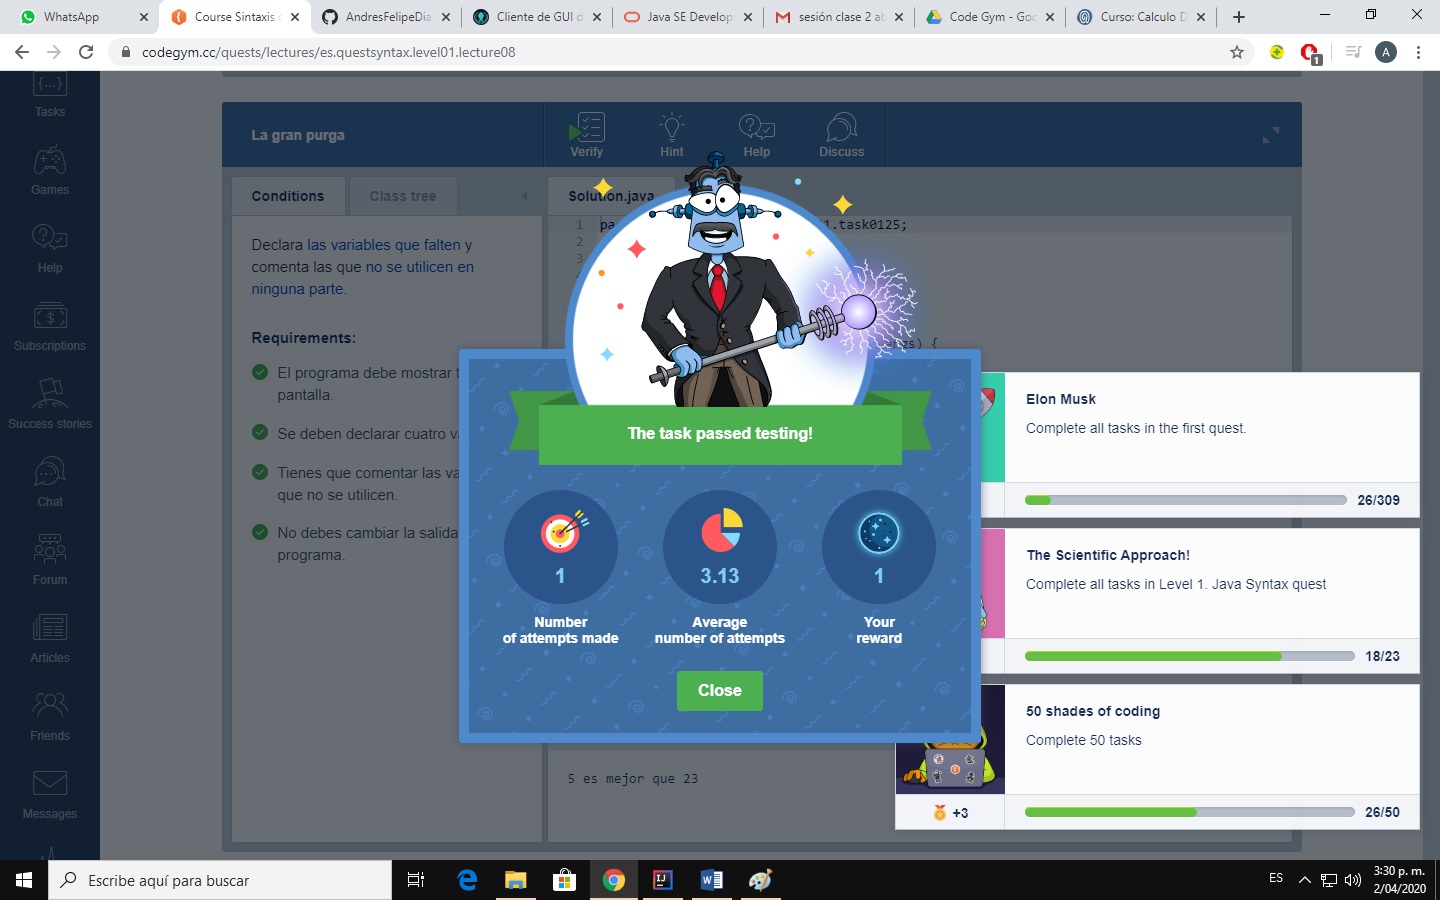 WhatsApp
Course Sintaxis d
AndresFelipeDia
Cliente de GUI d
Java SE Develop
sesión clase 2 ab
Code Gym - Goo
Curso: Calculo D
codegym.cc/quests/lectures/es.questsyntax.level01.lecture08
1
A
Tasks
Games
Help
Subscriptions
Success stories
Chat
Forum
Articles
Friends
Messages
La gran purga
Verify
Hint
Help
Discuss
Conditions
Class tree
Solution.java
Declara las variables que falten y
comenta las que no se utilicen en
ninguna parte.
Requirements:
El programa debe mostrar t
pantalla.
Se deben declarar cuatro v
Tienes que comentar las va
que no se utilicen.
No debes cambiar la salida
programa.
1 pa
1.task0125;
2
3
gs) {
The task passed testing!
1
3.13
1
Number
of attempts made
Average
number of attempts
Your
reward
Close
5 es mejor que 23
Elon Musk
Complete all tasks in the first quest.
26/309
The Scientific Approach!
Complete all tasks in Level 1. Java Syntax quest
18/23
50 shades of coding
Complete 50 tasks
+3
26/50
Escribe aquí para buscar
ES
3:30 p. m.
2/04/2020